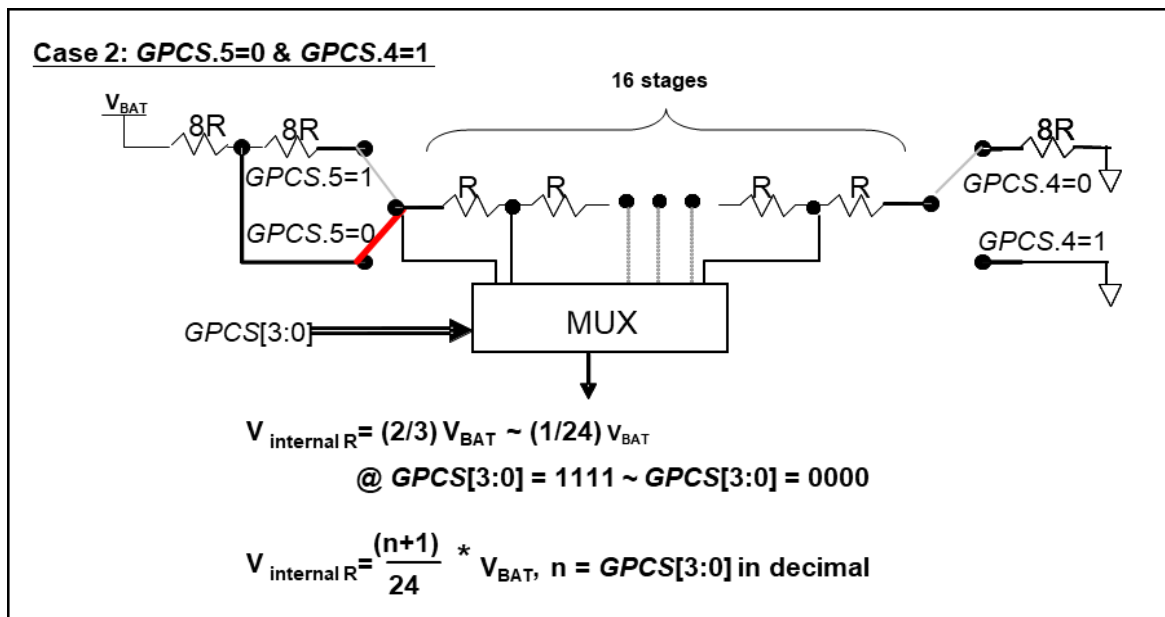 Case 2: GPCS.5=0 & GPCS.4=1
16 stages
VBAT
8R
8R
8R
GPCS.5=1
R
R
R
R
GPCS.4=0
GPCS.5=0
GPCS.4=1
MUX
GPCS[3:0]
V internal R = (2/3) VBAT ~ (1/24) VBAT
@ GPCS[3:0] = 1111 ~ GPCS[3:0] = 0000
V internal R = (n+1)/24 * VBAT, n = GPCS[3:0] in decimal